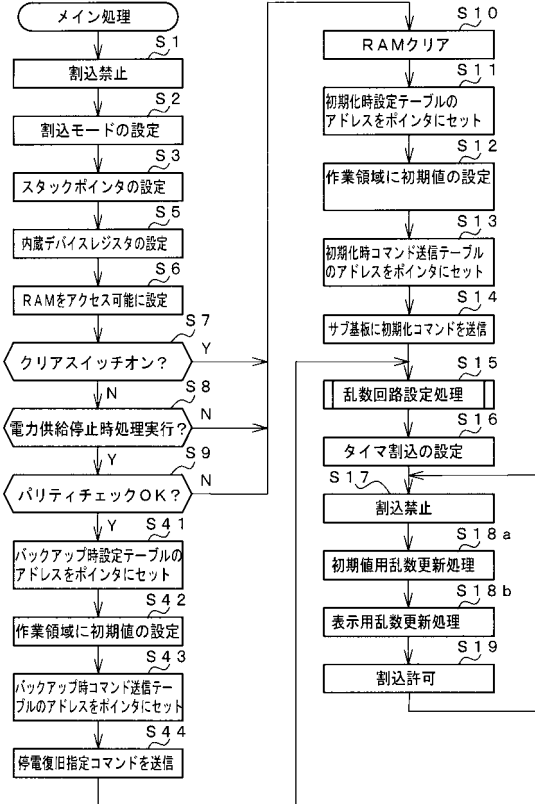 メイン処理
S1
割込禁止
S2
割込モードの設定
S3
スタックポインタの設定
S5
内蔵デバイスレジスタの設定
S6
RAMをアクセス可能に設定
S7
クリアスイッチオン?
Y
N
S8
電力供給停止時処理実行?
N
Y
S9
パリティチェックOK?
N
Y
S41
バックアップ時設定テーブルの
アドレスをポインタにセット
S42
作業領域に初期値の設定
S43
バックアップ時コマンド送信テー
ブルのアドレスをポインタにセット
S44
停電復旧指定コマンドを送信
S10
RAMクリア
S11
初期化時設定テーブルの
アドレスをポインタにセット
S12
作業領域に初期値の設定
S13
初期化時コマンド送信テーブル
のアドレスをポインタにセット
S14
サブ基板に初期化コマンドを送信
S15
乱数回路設定処理
S16
タイマ割込の設定
S17
割込禁止
S18a
初期値用乱数更新処理
S18b
表示用乱数更新処理
S19
割込許可